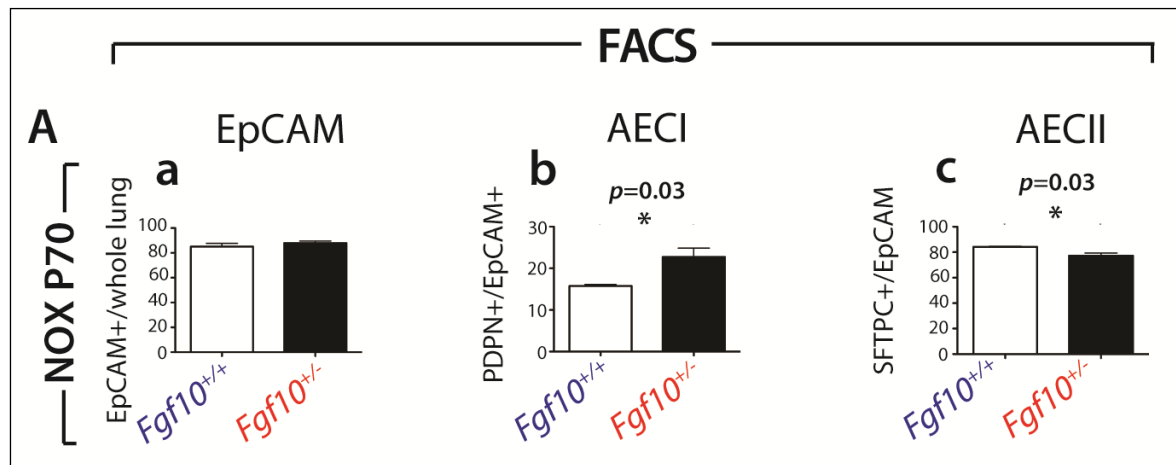 FACS
A
NOX P70
EpCAM
a
EpCAM+/whole lung
100
80
60
40
20
0
Fgf10+/+
Fgf10+/-
AECI
b
p=0.03
*
PDPN+/EpCAM+
30
20
10
0
Fgf10+/+
Fgf10+/-
AECII
c
p=0.03
*
SFTPC+/EpCAM
100
80
60
40
20
0
Fgf10+/+
Fgf10+/-